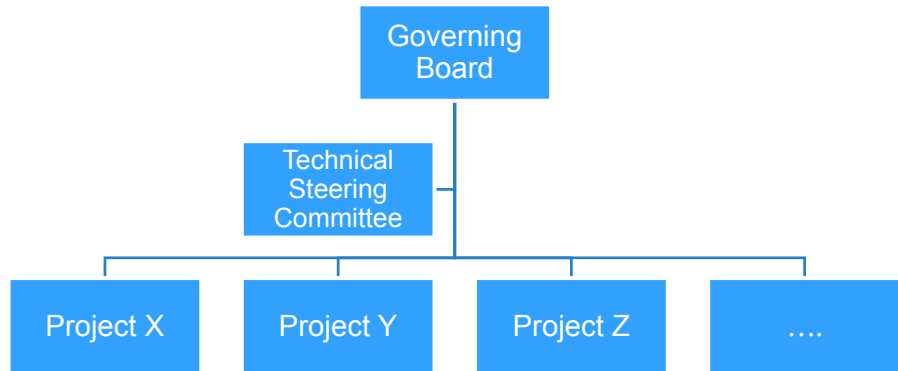 Governing
Board
Technical
Steering
Committee
Project X
Project Y
Project Z
....